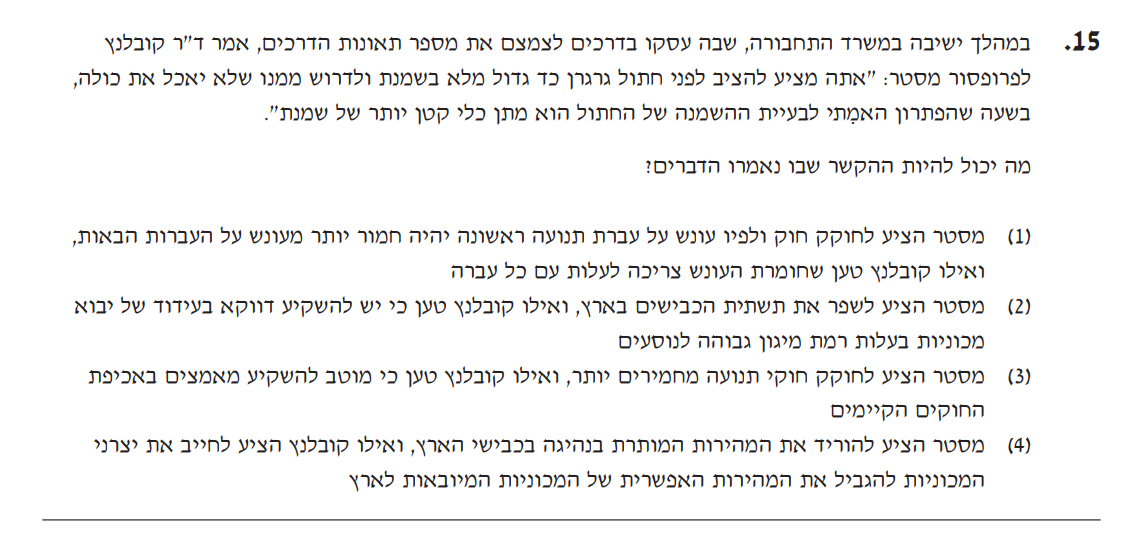 15. במהלך ישיבה במשרד התחבורה, שבה עסקו בדרכים לצמצם את מספר תאונות הדרכים, אמר ד"ר קובלנץ
לפרופסור מסטר: "אתה מציע להציב לפני חתול גרגרן כד גדול מלא בשמנת ולדרוש ממנו שלא יאכל את כולה,
בשעה שהפתרון האמִתי לבעיית ההשמנה של החתול הוא מתן כלי קטן יותר של שמנת".
מה יכול להיות ההקשר שבו נאמרו הדברים?
(1) מסטר הציע לחוקק חוק ולפיו עונש על עברת תנועה ראשונה יהיה חמור יותר מעונש על העברות הבאות,
ואילו קובלנץ טען שחומרת העונש צריכה לעלות עם כל עברה
(2) מסטר הציע לשפר את תשתית הכבישים בארץ, ואילו קובלנץ טען כי יש להשקיע דווקא בעידוד של יבוא
מכוניות בעלות רמת מיגון גבוהה לנוסעים
(3) מסטר הציע לחוקק חוקי תנועה מחמירים יותר, ואילו קובלנץ טען כי מוטב להשקיע מאמצים באכיפת
החוקים הקיימים
(4) מסטר הציע להוריד את המהירות המותרת בנהיגה בכבישי הארץ, ואילו קובלנץ הציע לחייב את יצרני
המכוניות להגביל את המהירות האפשרית של המכוניות המיובאות לארץ